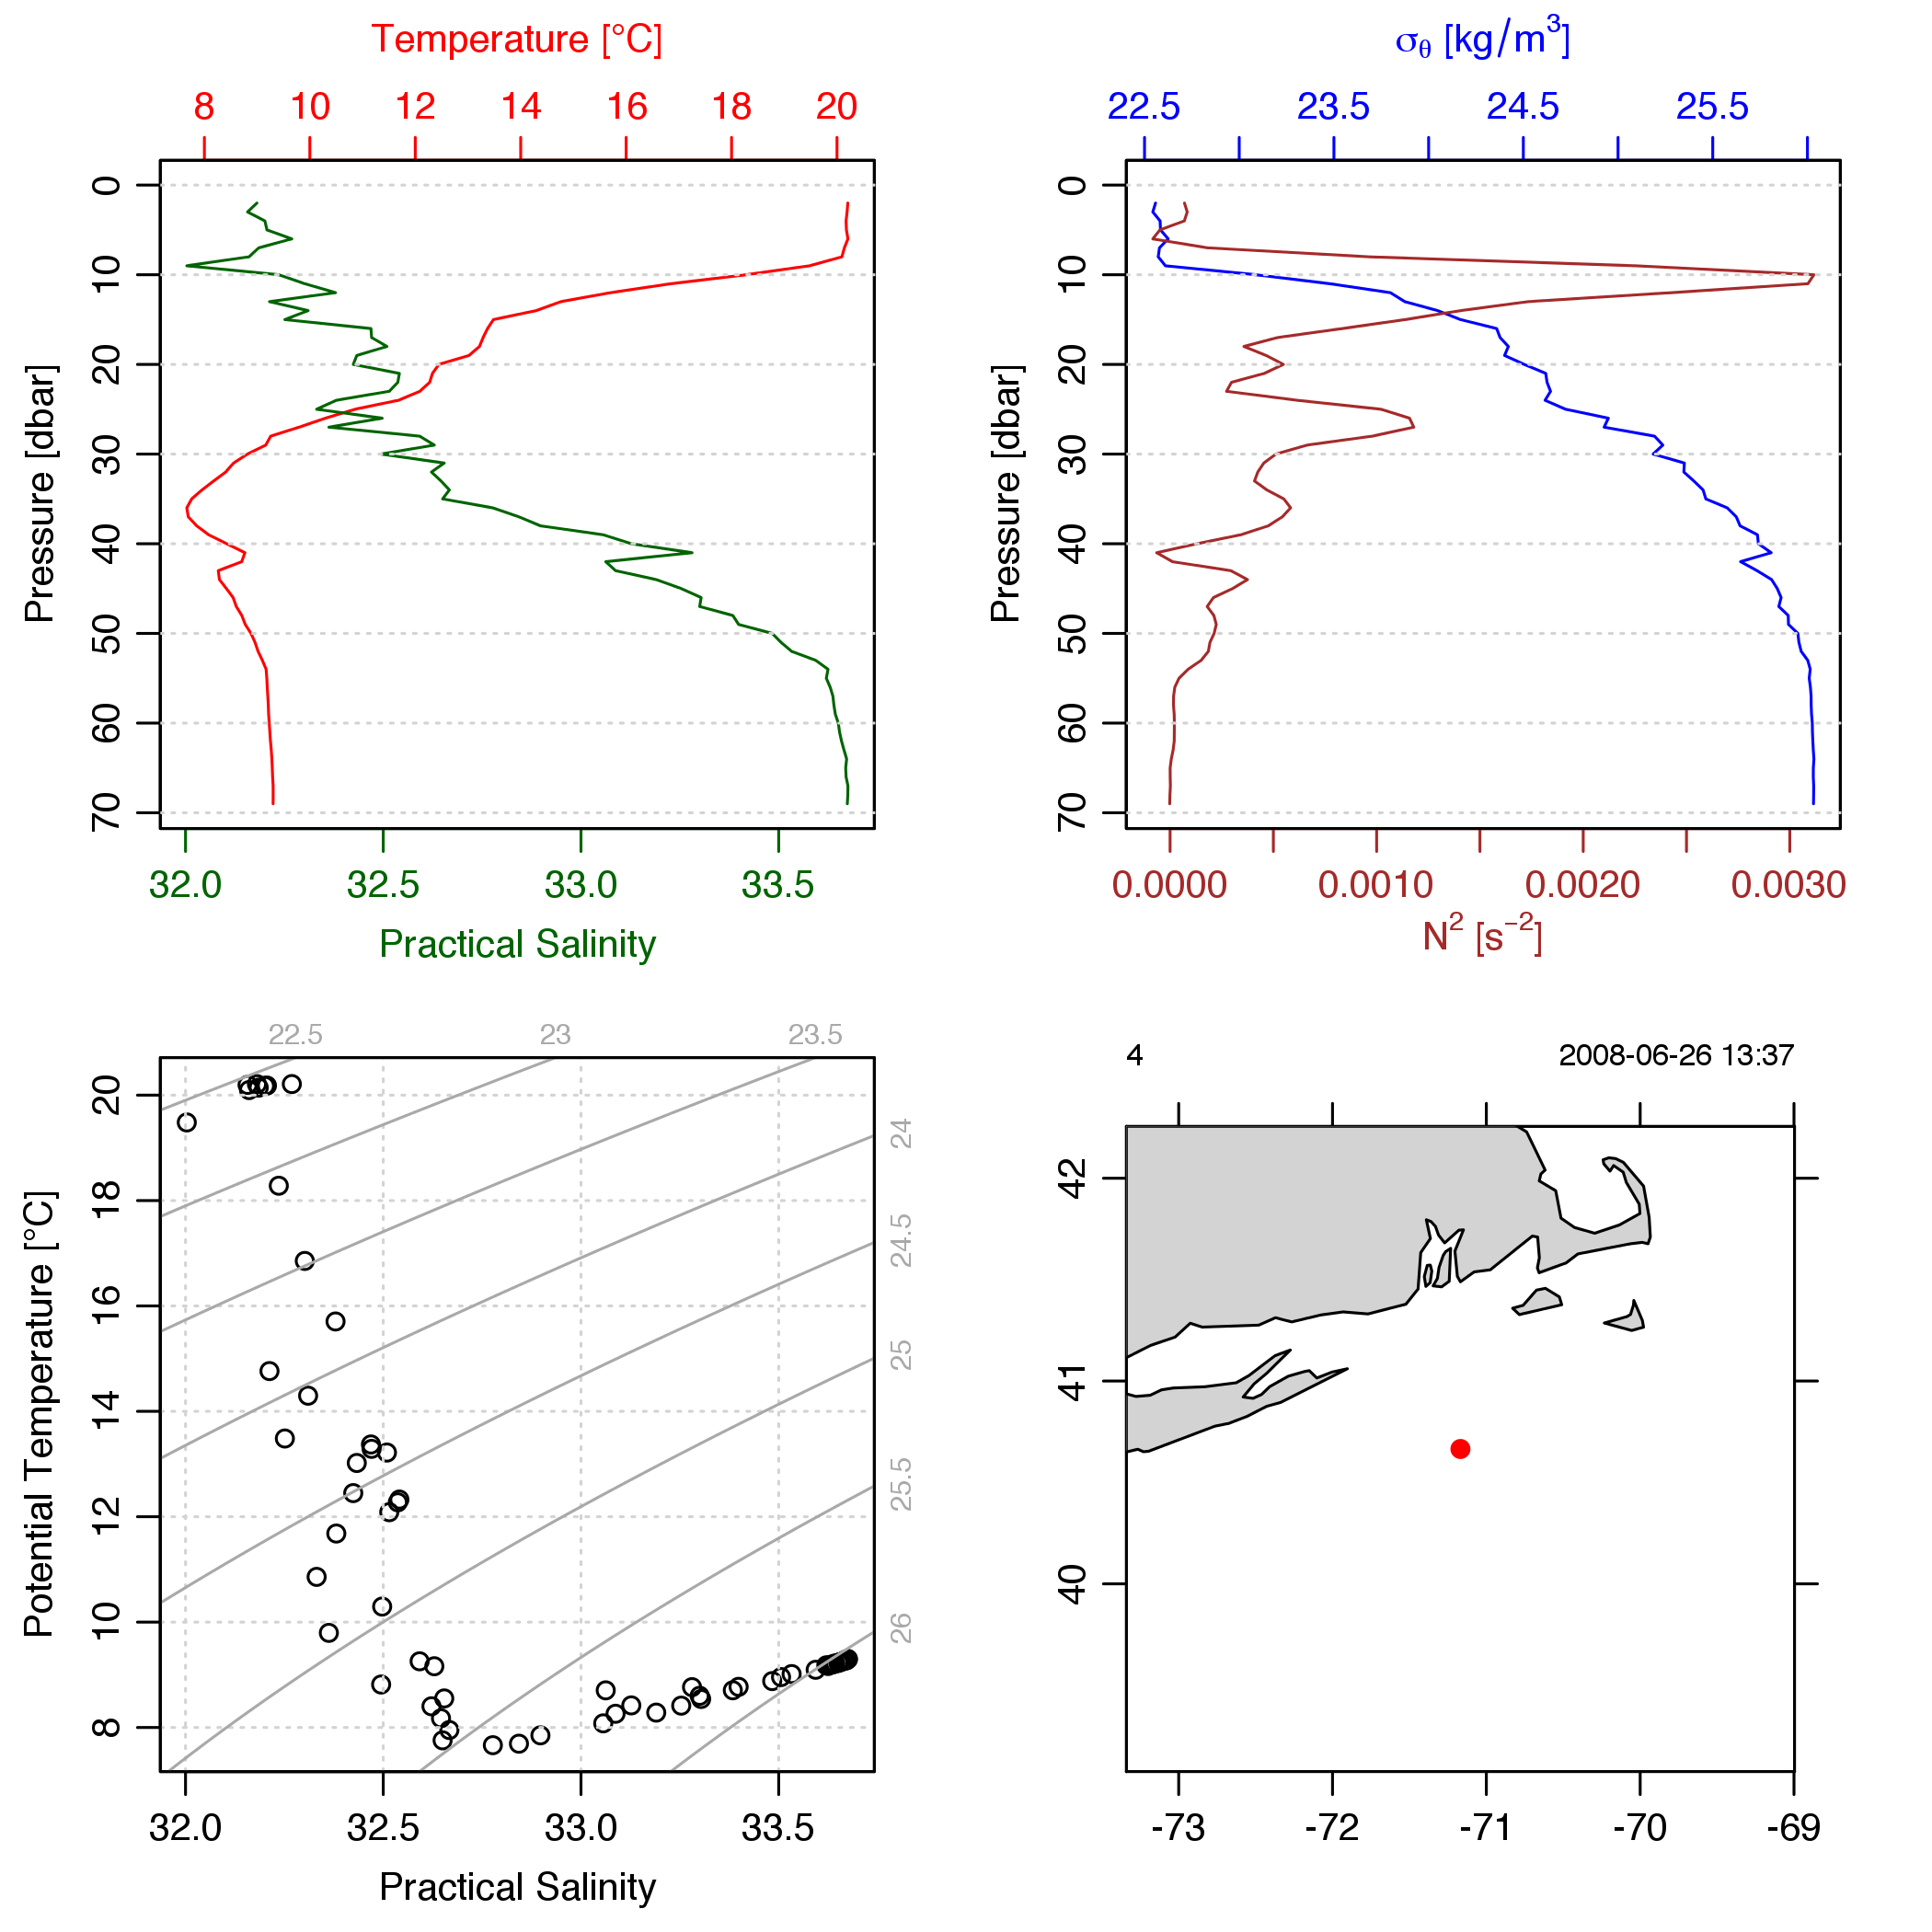 Temperature [°C]
8 10 12 14 16 18 20
Pressure [dbar]
0 10 20 30 40 50 60 70
32.0 32.5 33.0 33.5
Practical Salinity
σθ [kg/m³]
22.5 23.5 24.5 25.5
Pressure [dbar]
0 10 20 30 40 50 60 70
0.00000 0.0010 0.0020 0.0030
N² [s⁻²]
22.5 23 23.5
24 24.5 25 25.5 26
Potential Temperature [°C]
20 18 16 14 12 10 8
32.0 32.5 33.0 33.5
Practical Salinity
4 2008-06-26 13:37
42 41 40
-73 -72 -71 -70 -69